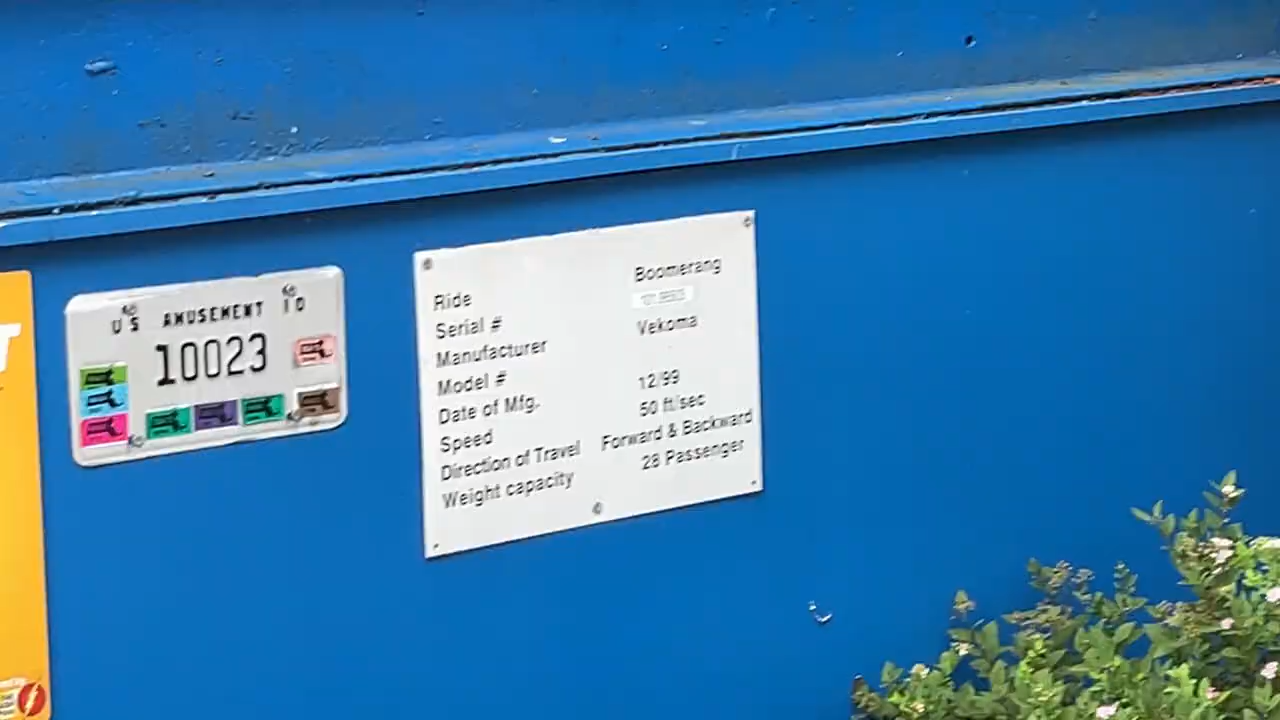 US AMUSEMENT ID
10023
Ride Boomerang
Serial #
Manufacturer Vekoma
Model #
Date of Mfg. 12/99
Speed 50 ft/sec
Direction of Travel Forward & Backward
Weight capacity 28 Passenger
T